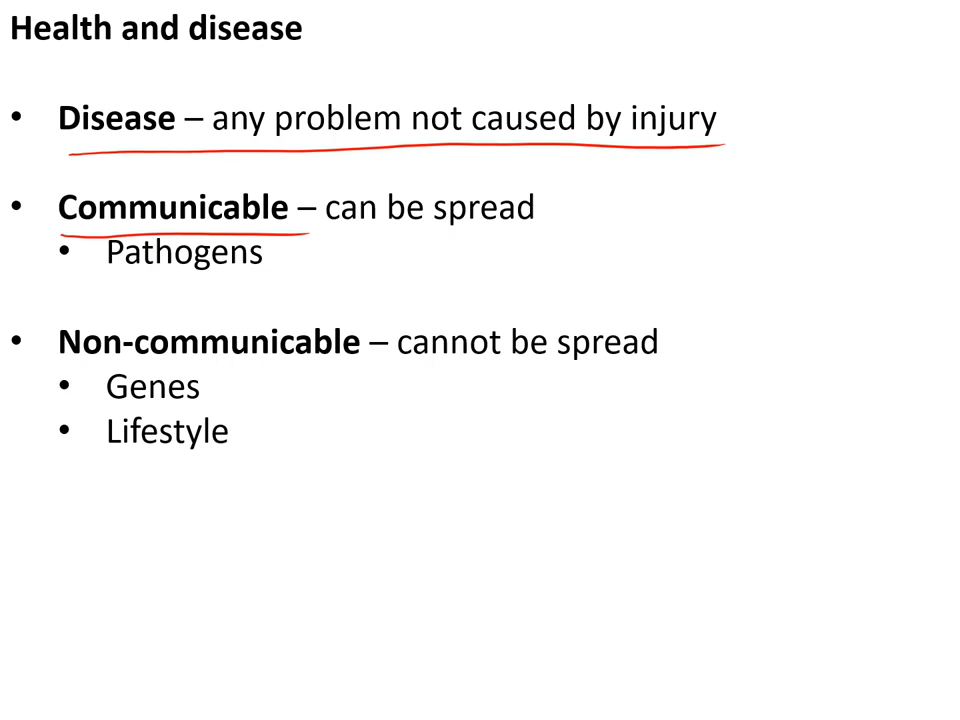 Health and disease
• Disease – any problem not caused by injury
• Communicable – can be spread
• Pathogens
• Non-communicable – cannot be spread
• Genes
• Lifestyle